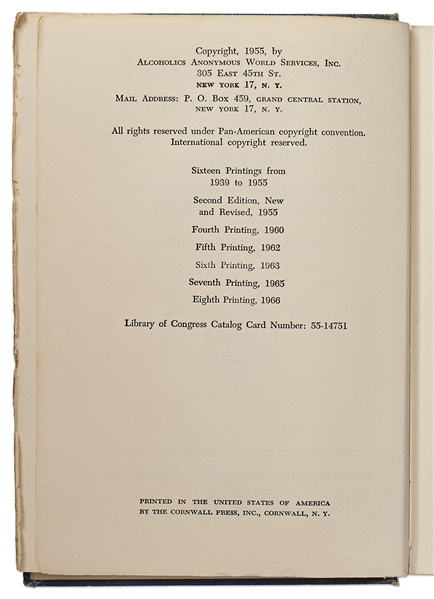 Copyright, 1955, by
Alcoholics Anonymous World Services, Inc.
305 East 45th St.
NEW YORK 17, N. Y.
Mail Address: P. O. Box 459, GRAND CENTRAL STATION,
NEW YORK 17, N. Y.
All rights reserved under Pan-American copyright convention.
International copyright reserved.
Sixteen Printings from
1939 to 1955
Second Edition, New
and Revised, 1955
Fourth Printing, 1960
Fifth Printing, 1962
Sixth Printing, 1963
Seventh Printing, 1965
Eighth Printing, 1966
Library of Congress Catalog Card Number: 55-14751
PRINTED IN THE UNITED STATES OF AMERICA
BY THE CORNWALL PRESS, INC., CORNWALL, N. Y.